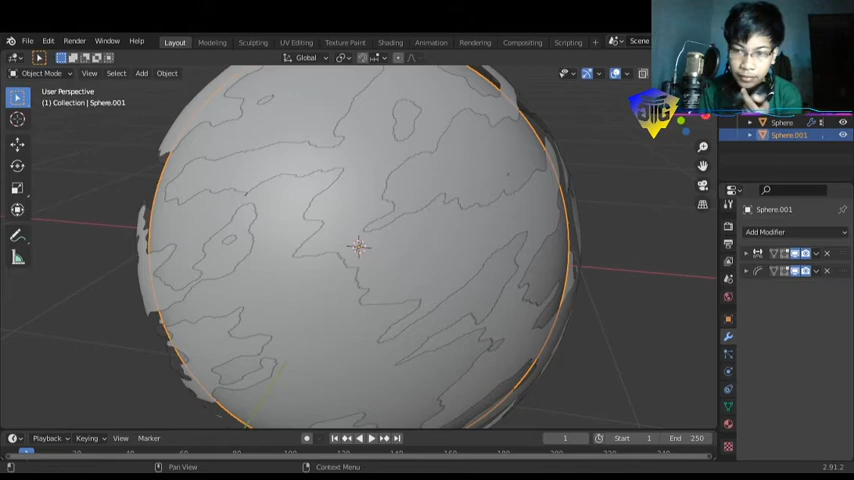 File Edit Render Window Help Layout Modeling Sculpting UV Editing Texture Paint Shading Animation Rendering Compositing Scripting + Scene
Global
Object Mode View Select Add Object
User Perspective
(1) Collection | Sphere.001
Sphere
Sphere.001
Sphere.001
Add Modifier
Playback Keying View Marker 1 Start 1 End 250
Pan View Context Menu 2.91.2